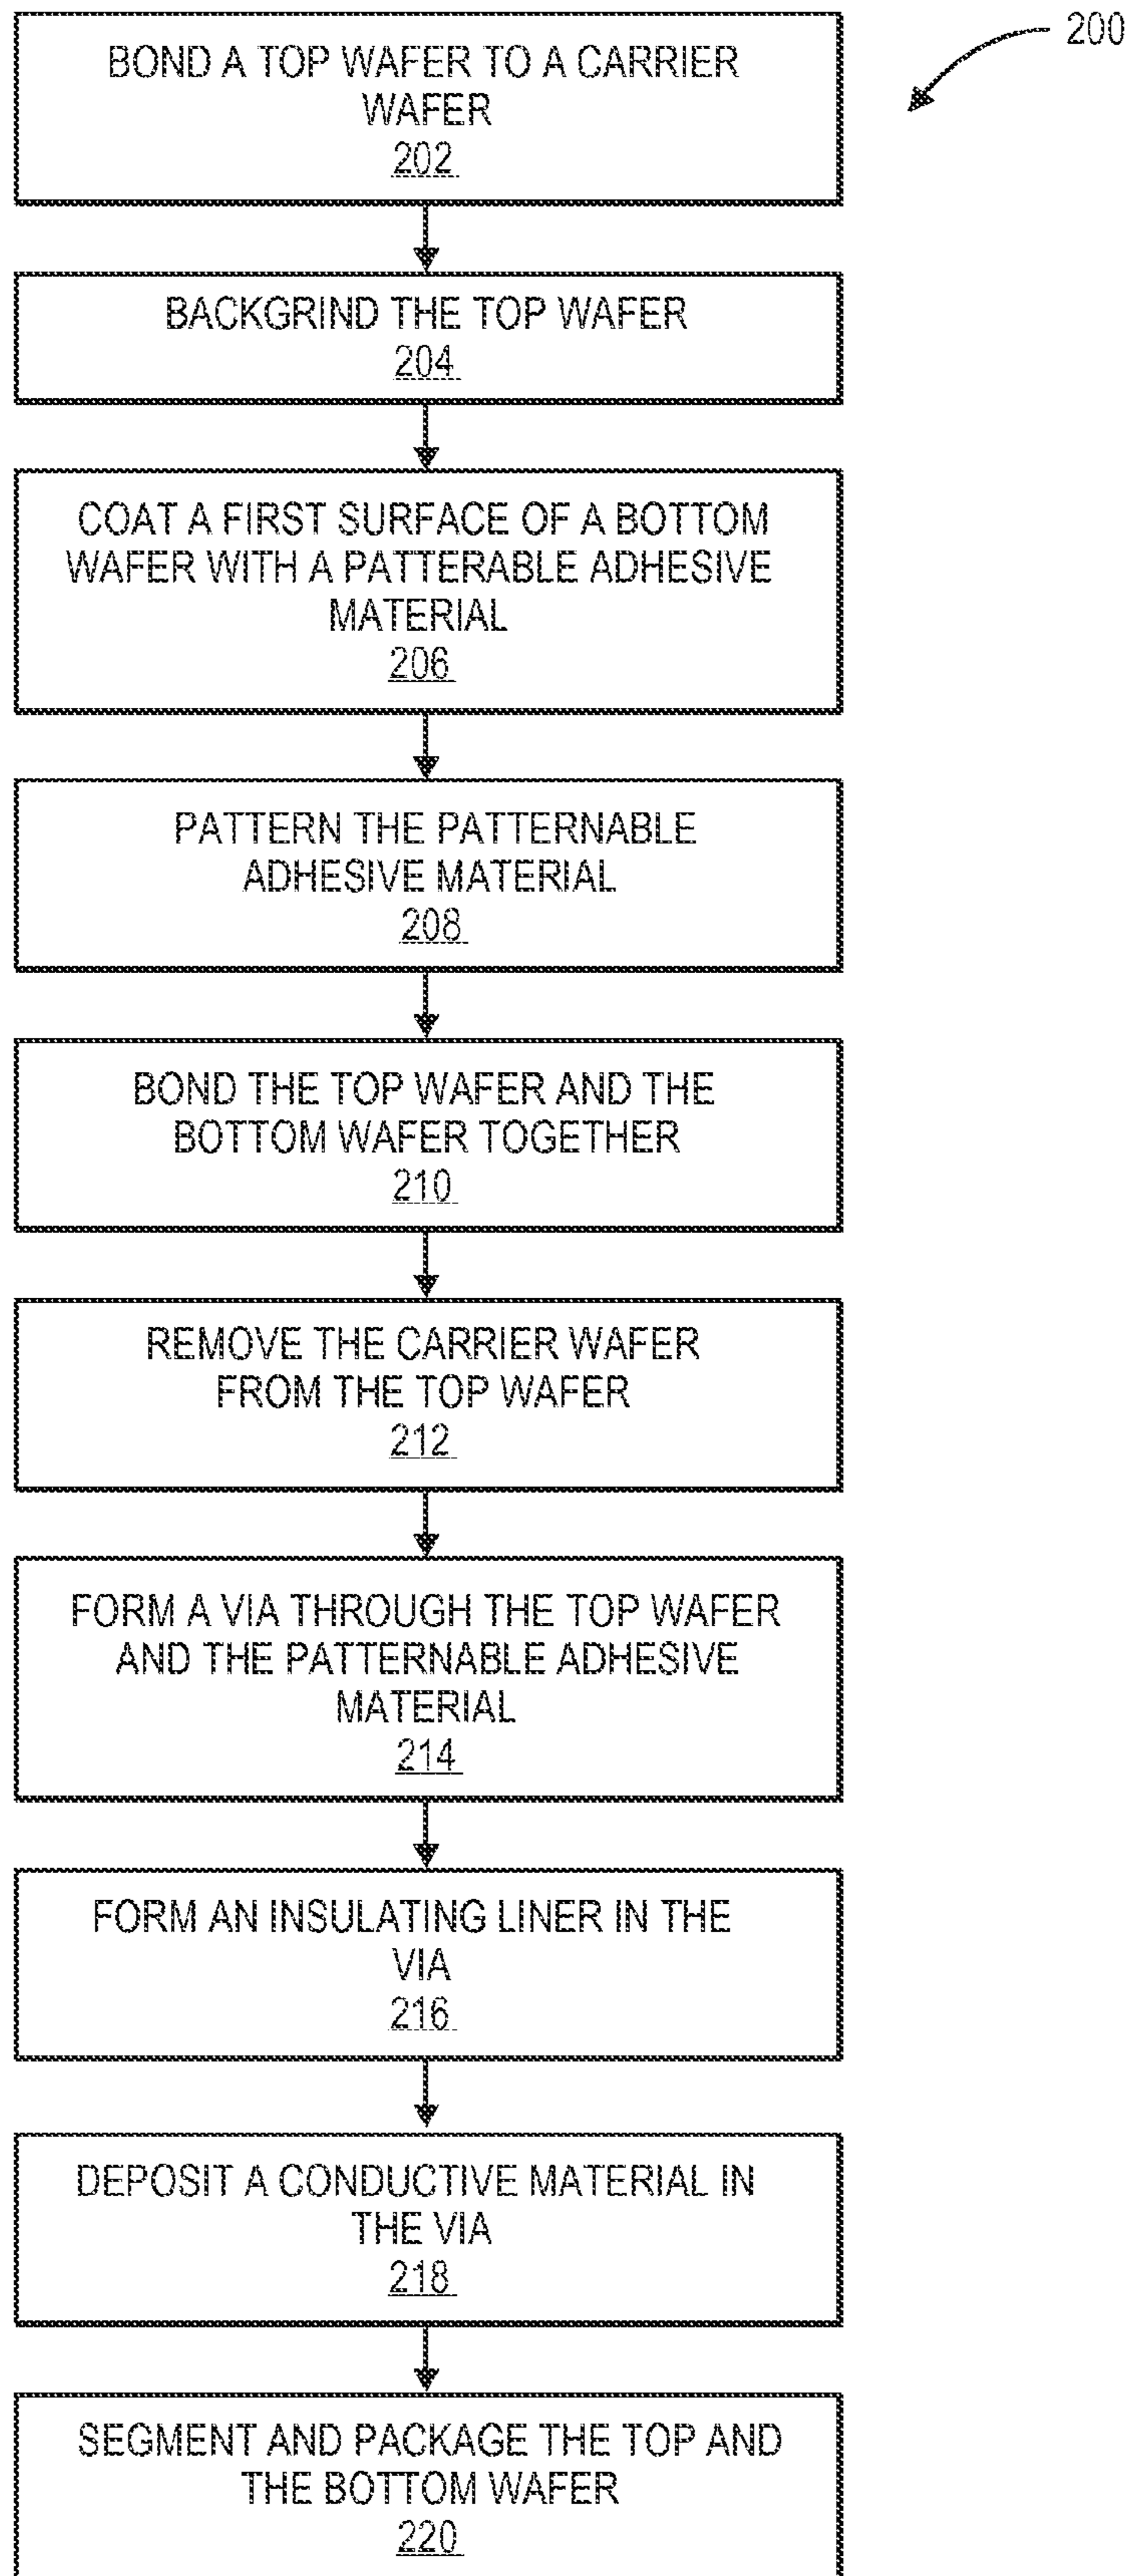 200
BOND A TOP WAFER TO A CARRIER
WAFER
202
BACKGRIND THE TOP WAFER
204
COAT A FIRST SURFACE OF A BOTTOM
WAFER WITH A PATTERABLE ADHESIVE
MATERIAL
206
PATTERN THE PATTERNABLE
ADHESIVE MATERIAL
208
BOND THE TOP WAFER AND THE
BOTTOM WAFER TOGETHER
210
REMOVE THE CARRIER WAFER
FROM THE TOP WAFER
212
FORM A VIA THROUGH THE TOP WAFER
AND THE PATTERNABLE ADHESIVE
MATERIAL
214
FORM AN INSULATING LINER IN THE
VIA
216
DEPOSIT A CONDUCTIVE MATERIAL IN
THE VIA
218
SEGMENT AND PACKAGE THE TOP AND
THE BOTTOM WAFER
220